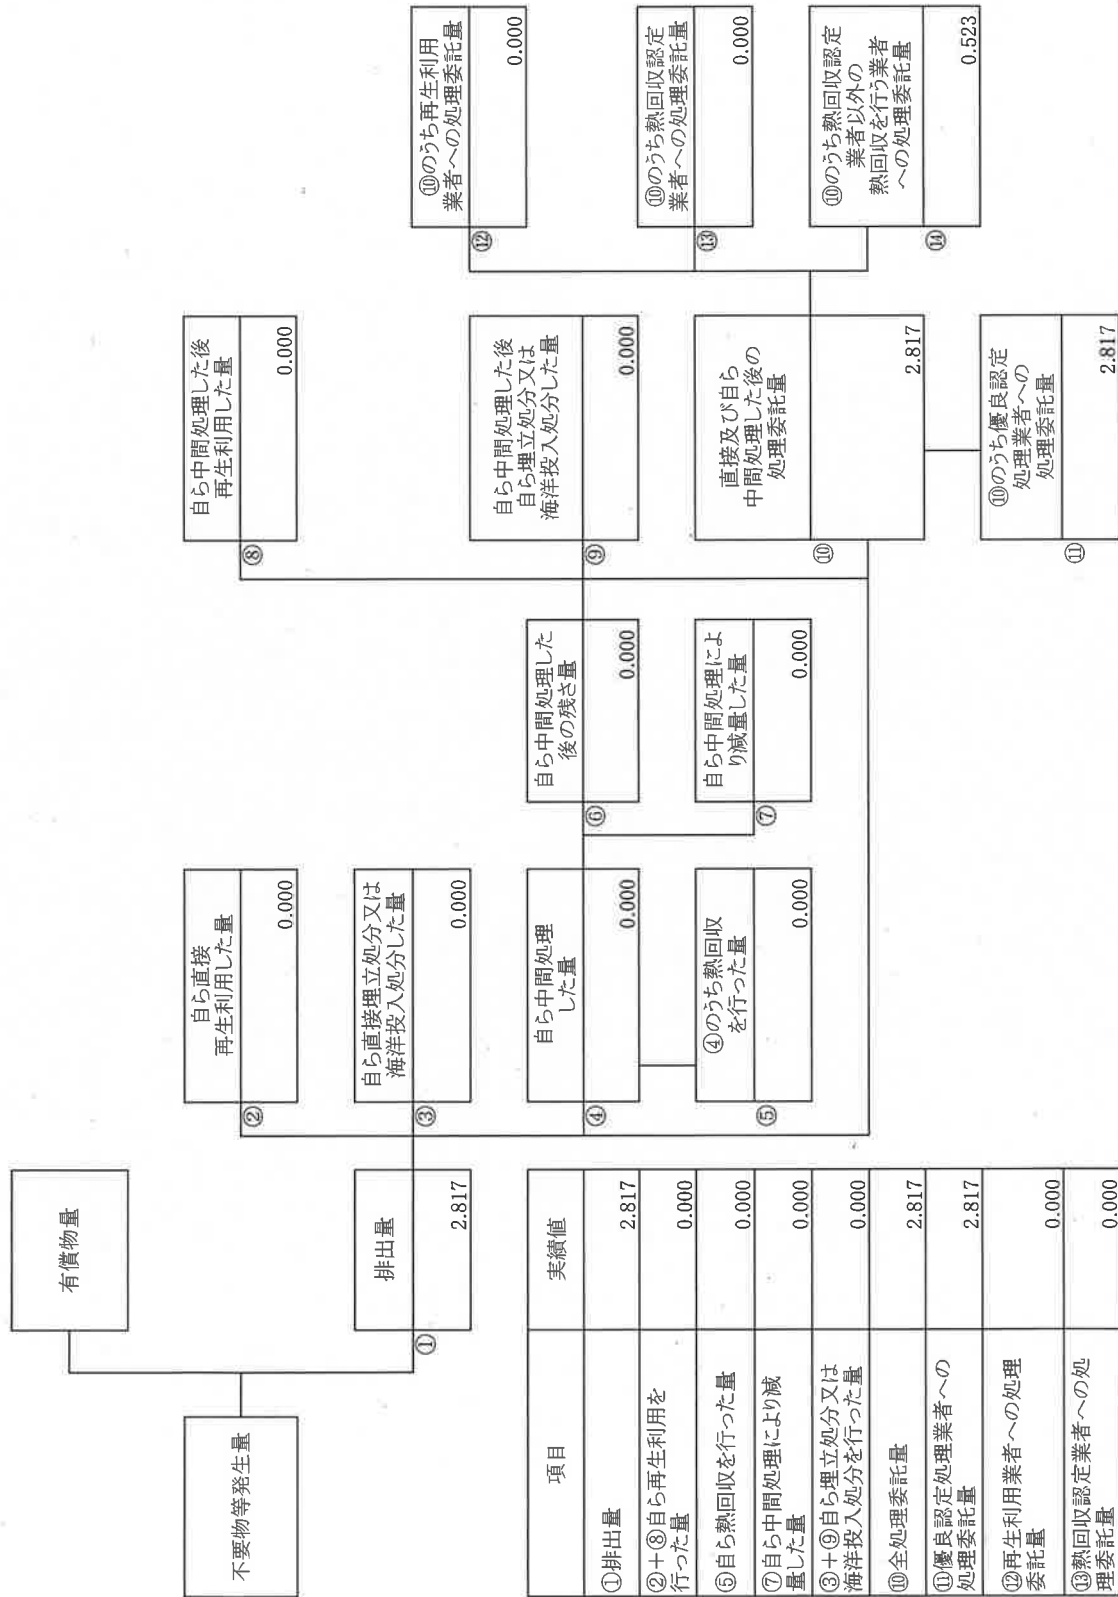 不要物等発生量
有償物量
排出量
①
2.817
自ら直接
再生利用した量
②
0.000
自ら直接埋立処分又は
海洋投入処分した量
③
0.000
自ら中間処理
した量
④
0.000
④のうち熱回収
を行った量
⑤
0.000
自ら中間処理した
後の残さ量
⑥
0.000
自ら中間処理によ
り減量した量
⑦
0.000
自ら中間処理した後
再生利用した量
⑧
0.000
自ら中間処理した後
自ら埋立処分又は
海洋投入処分した量
⑨
0.000
直接及び自ら
中間処理した後の
処理委託量
⑩
2.817
⑩のうち優良認定
処理業者への
処理委託量
⑪
2.817
⑩のうち再生利用
業者への処理委託量
⑫
0.000
⑩のうち熱回収認定
業者への処理委託量
⑬
0.000
⑩のうち熱回収認定
業者以外の
熱回収を行う業者
への処理委託量
⑭
0.523
項目 実績値
①排出量 2.817
②+⑧自ら再生利用を
行った量 0.000
⑤自ら熱回収を行った量 0.000
⑦自ら中間処理により減
量した量 0.000
③+⑨自ら埋立処分又は
海洋投入処分を行った量 0.000
⑩全処理委託量 2.817
⑪優良認定処理業者への
処理委託量 2.817
⑫再生利用業者への処理
委託量 0.000
⑬熱回収認定業者への処
理委託量 0.000